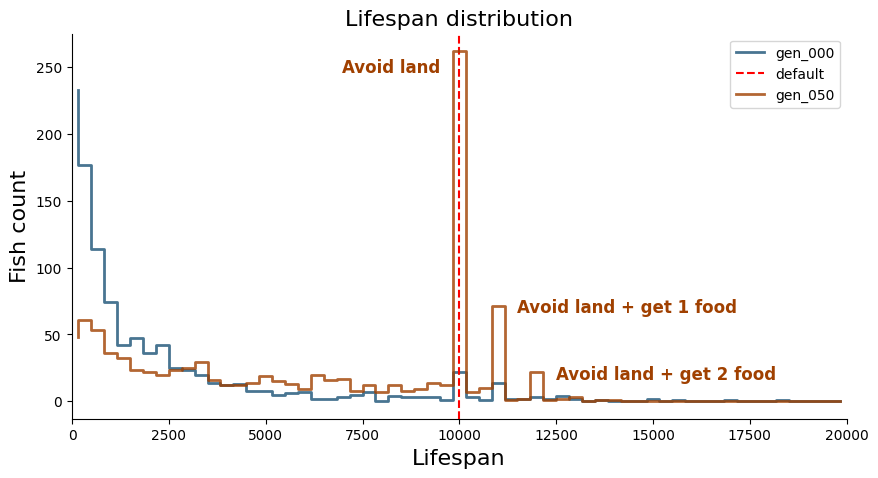 Lifespan distribution
Fish count
250
200
150
100
50
0
Avoid land
gen_000
default
gen_050
Avoid land + get 1 food
Avoid land + get 2 food
0 2500 5000 7500 10000 12500 15000 17500 20000
Lifespan